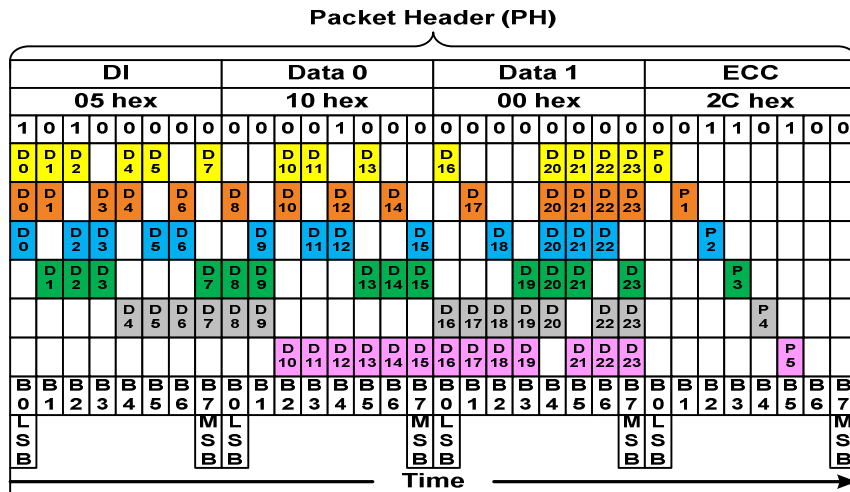 Packet Header (PH)
DI Data 0 Data 1 ECC
05 hex 10 hex 00 hex 2C hex
1 0 1 0 0 0 0 0 0 0 0 0 1 0 0 0 0 0 0 0 0 0 0 0 0 0 1 1 0 1 0 0
D0 D1 D2 D4 D5 D7 D10 D11 D13 D16 D20 D21 D22 D23 P0
D0 D1 D3 D4 D6 D8 D10 D12 D14 D17 D20 D21 D22 D23 P1
D0 D2 D3 D5 D6 D9 D11 D12 D15 D18 D20 D21 D22 P2
D1 D2 D3 D7 D8 D9 D13 D14 D15 D19 D20 D21 D23 P3
D4 D5 D6 D7 D8 D9 D16 D17 D18 D19 D20 D22 D23 P4
D10 D11 D12 D13 D14 D15 D16 D17 D18 D19 D21 D22 D23 P5
B0 B1 B2 B3 B4 B5 B6 B7 B0 B1 B2 B3 B4 B5 B6 B7 B0 B1 B2 B3 B4 B5 B6 B7 B0 B1 B2 B3 B4 B5 B6 B7
LSB MSB LSB MSB LSB MSB LSB MSB
Time